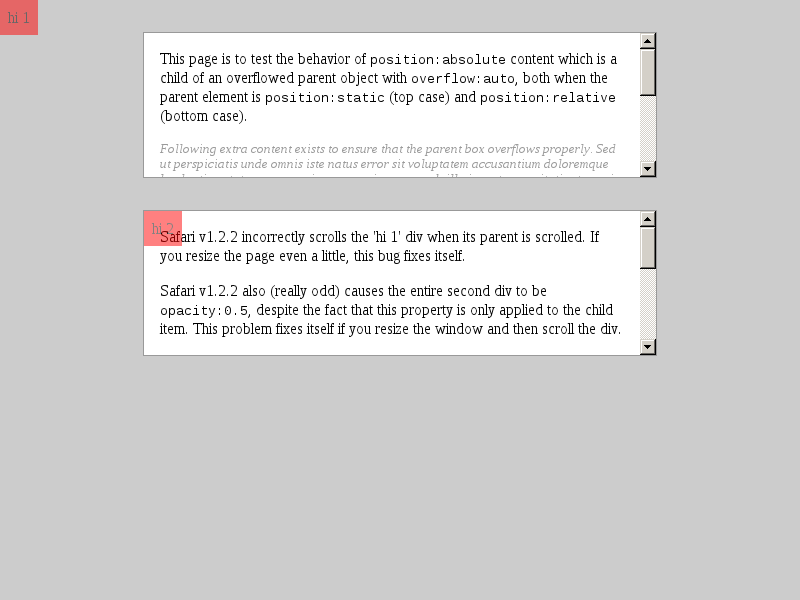 hi 1
This page is to test the behavior of position:absolute content which is a
child of an overflowed parent object with overflow:auto, both when the
parent element is position:static (top case) and position:relative
(bottom case).
Following extra content exists to ensure that the parent box overflows properly. Sed
ut perspiciatis unde omnis iste natus error sit voluptatem accusantium doloremque
hi 2
Safari v1.2.2 incorrectly scrolls the 'hi 1' div when its parent is scrolled. If
you resize the page even a little, this bug fixes itself.
Safari v1.2.2 also (really odd) causes the entire second div to be
opacity:0.5, despite the fact that this property is only applied to the child
item. This problem fixes itself if you resize the window and then scroll the div.